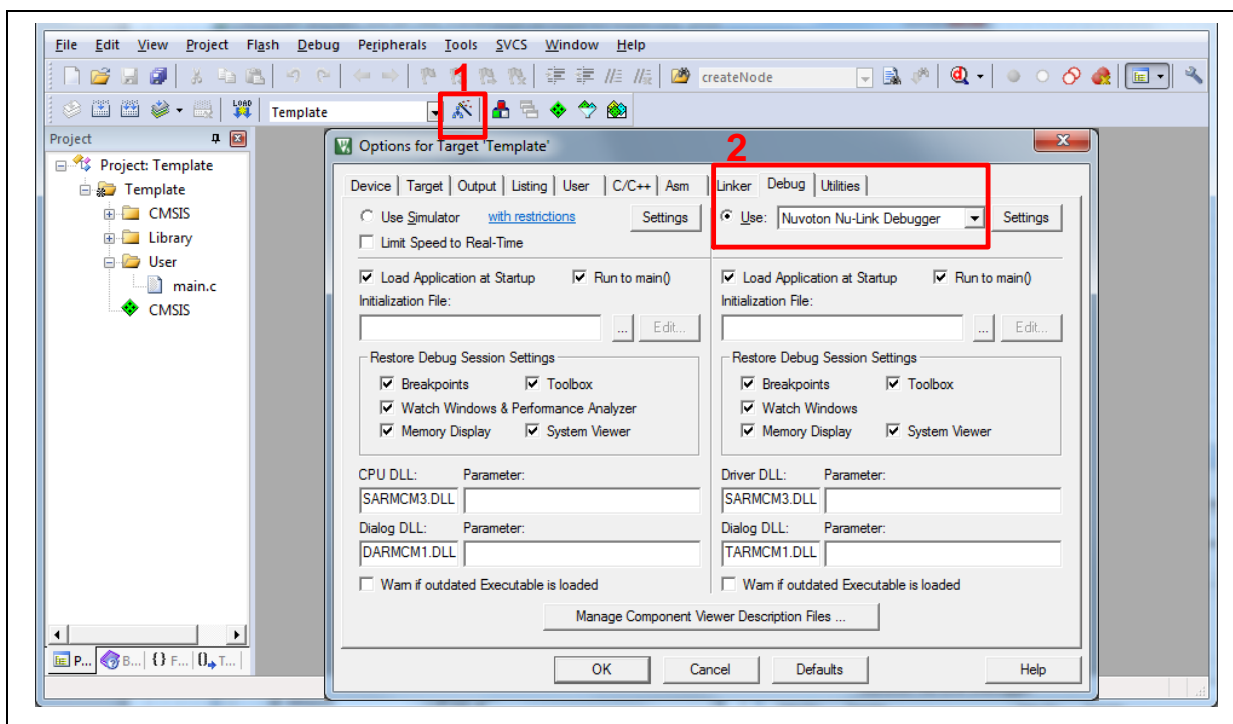 File Edit View Project Flash Debug Peripherals Tools SVCS Window Help
1
createNode
LOAD
Template
Project
Project: Template
Template
CMSIS
Library
User
main.c
CMSIS
P... B... {} F... 0 T...
Options for Target 'Template'
2
Device Target Output Listing User C/C++ Asm Linker Debug Utilities
Use Simulator with restrictions Settings
Limit Speed to Real-Time
Use: Nuvoton Nu-Link Debugger Settings
Load Application at Startup Run to main()
Initialization File:
... Edit...
Restore Debug Session Settings
Breakpoints Toolbox
Watch Windows & Performance Analyzer
Memory Display System Viewer
CPU DLL: Parameter:
SARMCM3.DLL
Dialog DLL: Parameter:
DARMCM1.DLL
Warn if outdated Executable is loaded
Load Application at Startup Run to main()
Initialization File:
... Edit...
Restore Debug Session Settings
Breakpoints Toolbox
Watch Windows
Memory Display System Viewer
Driver DLL: Parameter:
SARMCM3.DLL
Dialog DLL: Parameter:
TARMCM1.DLL
Warn if outdated Executable is loaded
Manage Component Viewer Description Files ...
OK Cancel Defaults Help